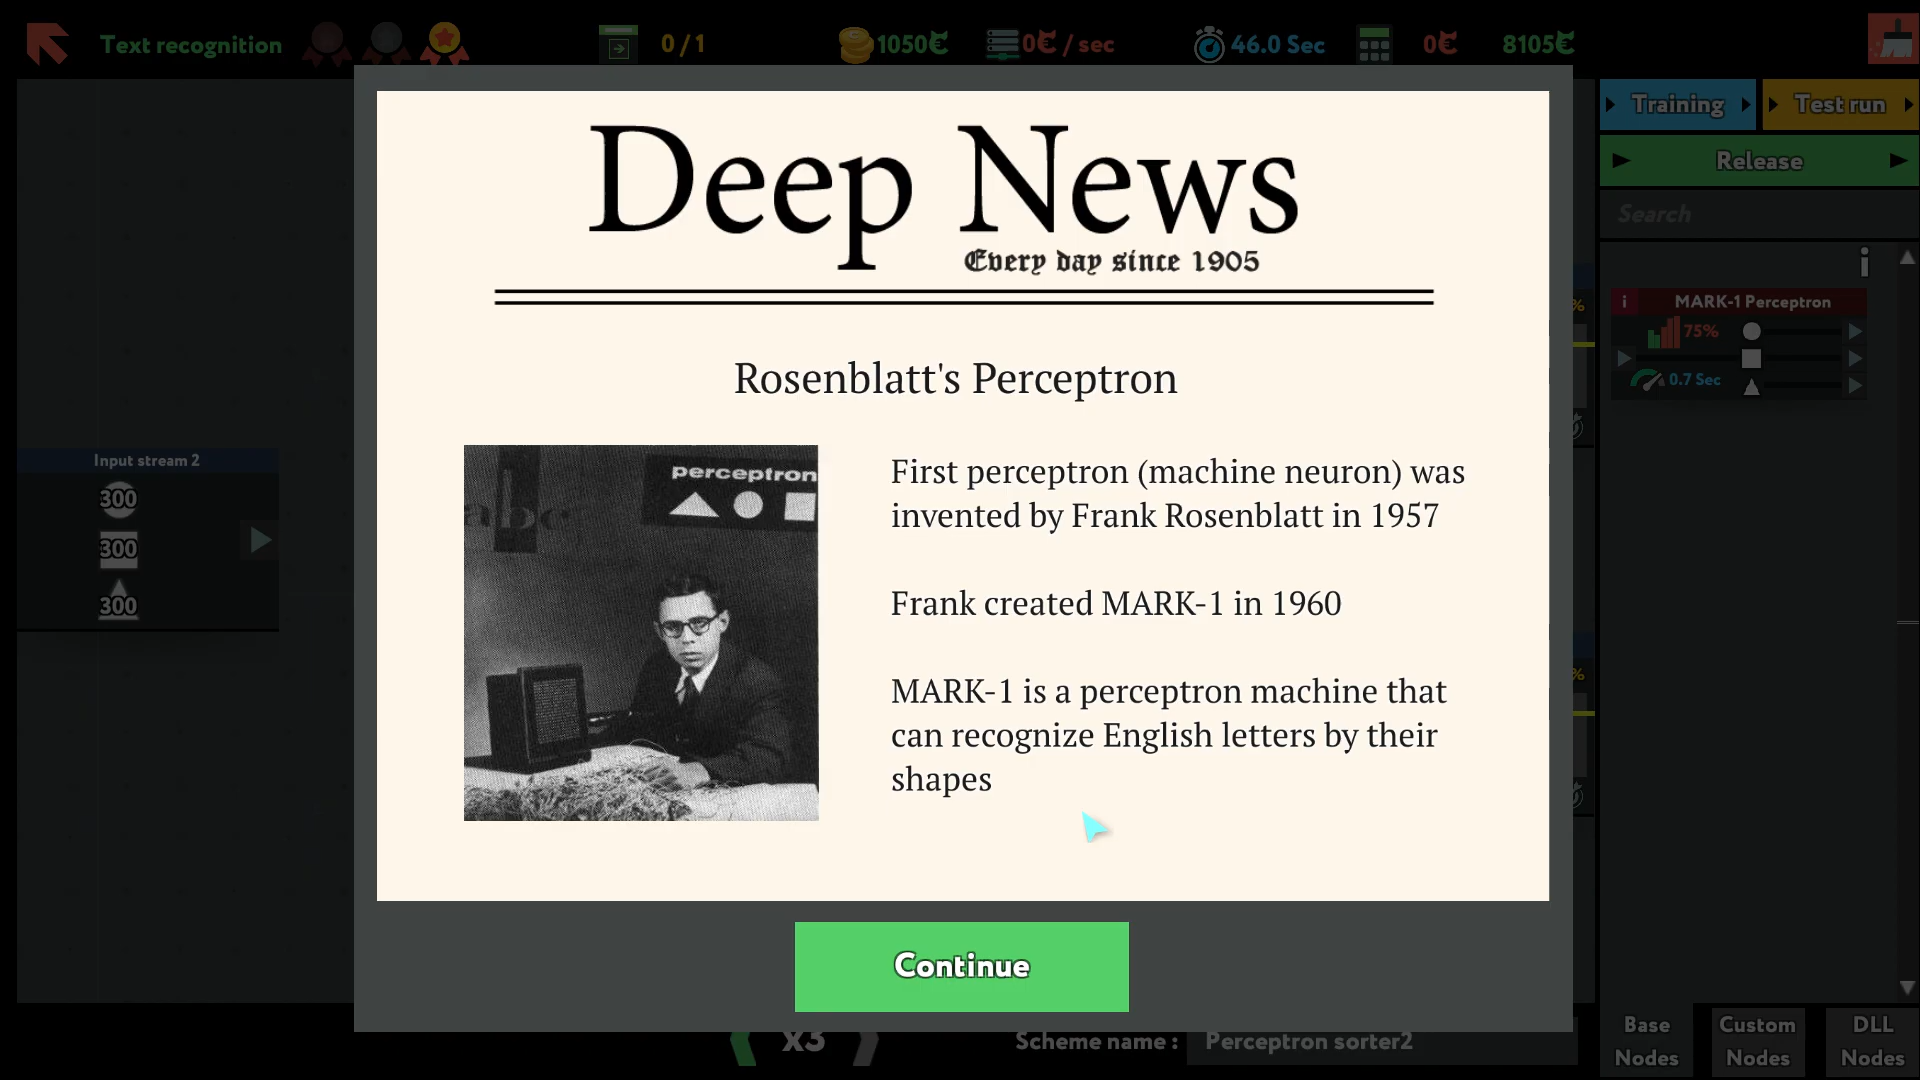 Text recognition
0 / 1
1050€
0€ / sec
46.0 Sec
0€
8105€
Training
Test run
Release
Search
Deep News
Every day since 1905
Rosenblatt's Perceptron
perceptron
abc
First perceptron (machine neuron) was
invented by Frank Rosenblatt in 1957
Frank created MARK-1 in 1960
MARK-1 is a perceptron machine that
can recognize English letters by their
shapes
Continue
Input stream 2
300
300
300
i
i
MARK-1 Perceptron
75%
0.7 Sec
%
%
x3
Scheme name :
Perceptron sorter2
Base
Nodes
Custom
Nodes
DLL
Nodes